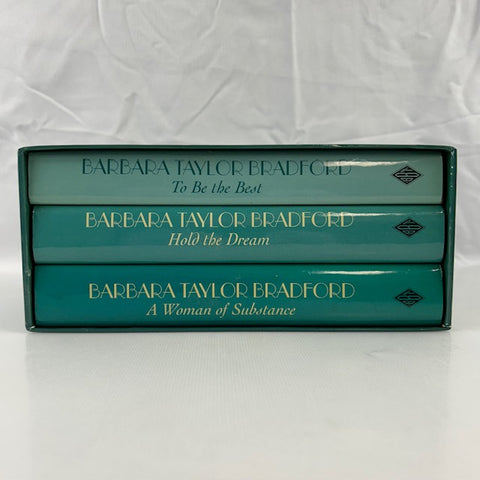 BARBARA TAYLOR BRADFORD
To Be the Best
BARBARA TAYLOR BRADFORD
Hold the Dream
BARBARA TAYLOR BRADFORD
A Woman of Substance